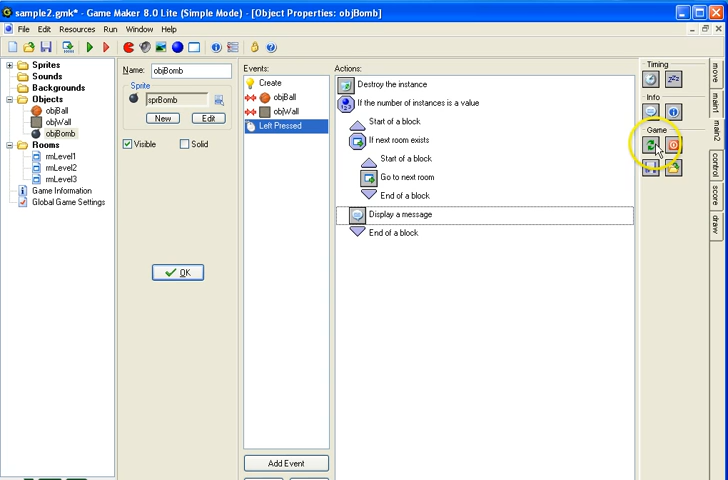 sample2.gmk* - Game Maker 8.0 Lite (Simple Mode) - [Object Properties: objBomb]
File Edit Resources Run Window Help
Sprites
Sounds
Backgrounds
Objects
objBall
objWall
objBomb
Rooms
rmLevel1
rmLevel2
rmLevel3
Game Information
Global Game Settings
Name: objBomb
Sprite
sprBomb
New Edit
Visible Solid
OK
Events:
Create
objBall
objWall
Left Pressed
Add Event
Actions:
Destroy the instance
If the number of instances is a value
Start of a block
If next room exists
Start of a block
Go to next room
End of a block
Display a message
End of a block
Timing
Info
Game
move
main1
main2
control
score
draw